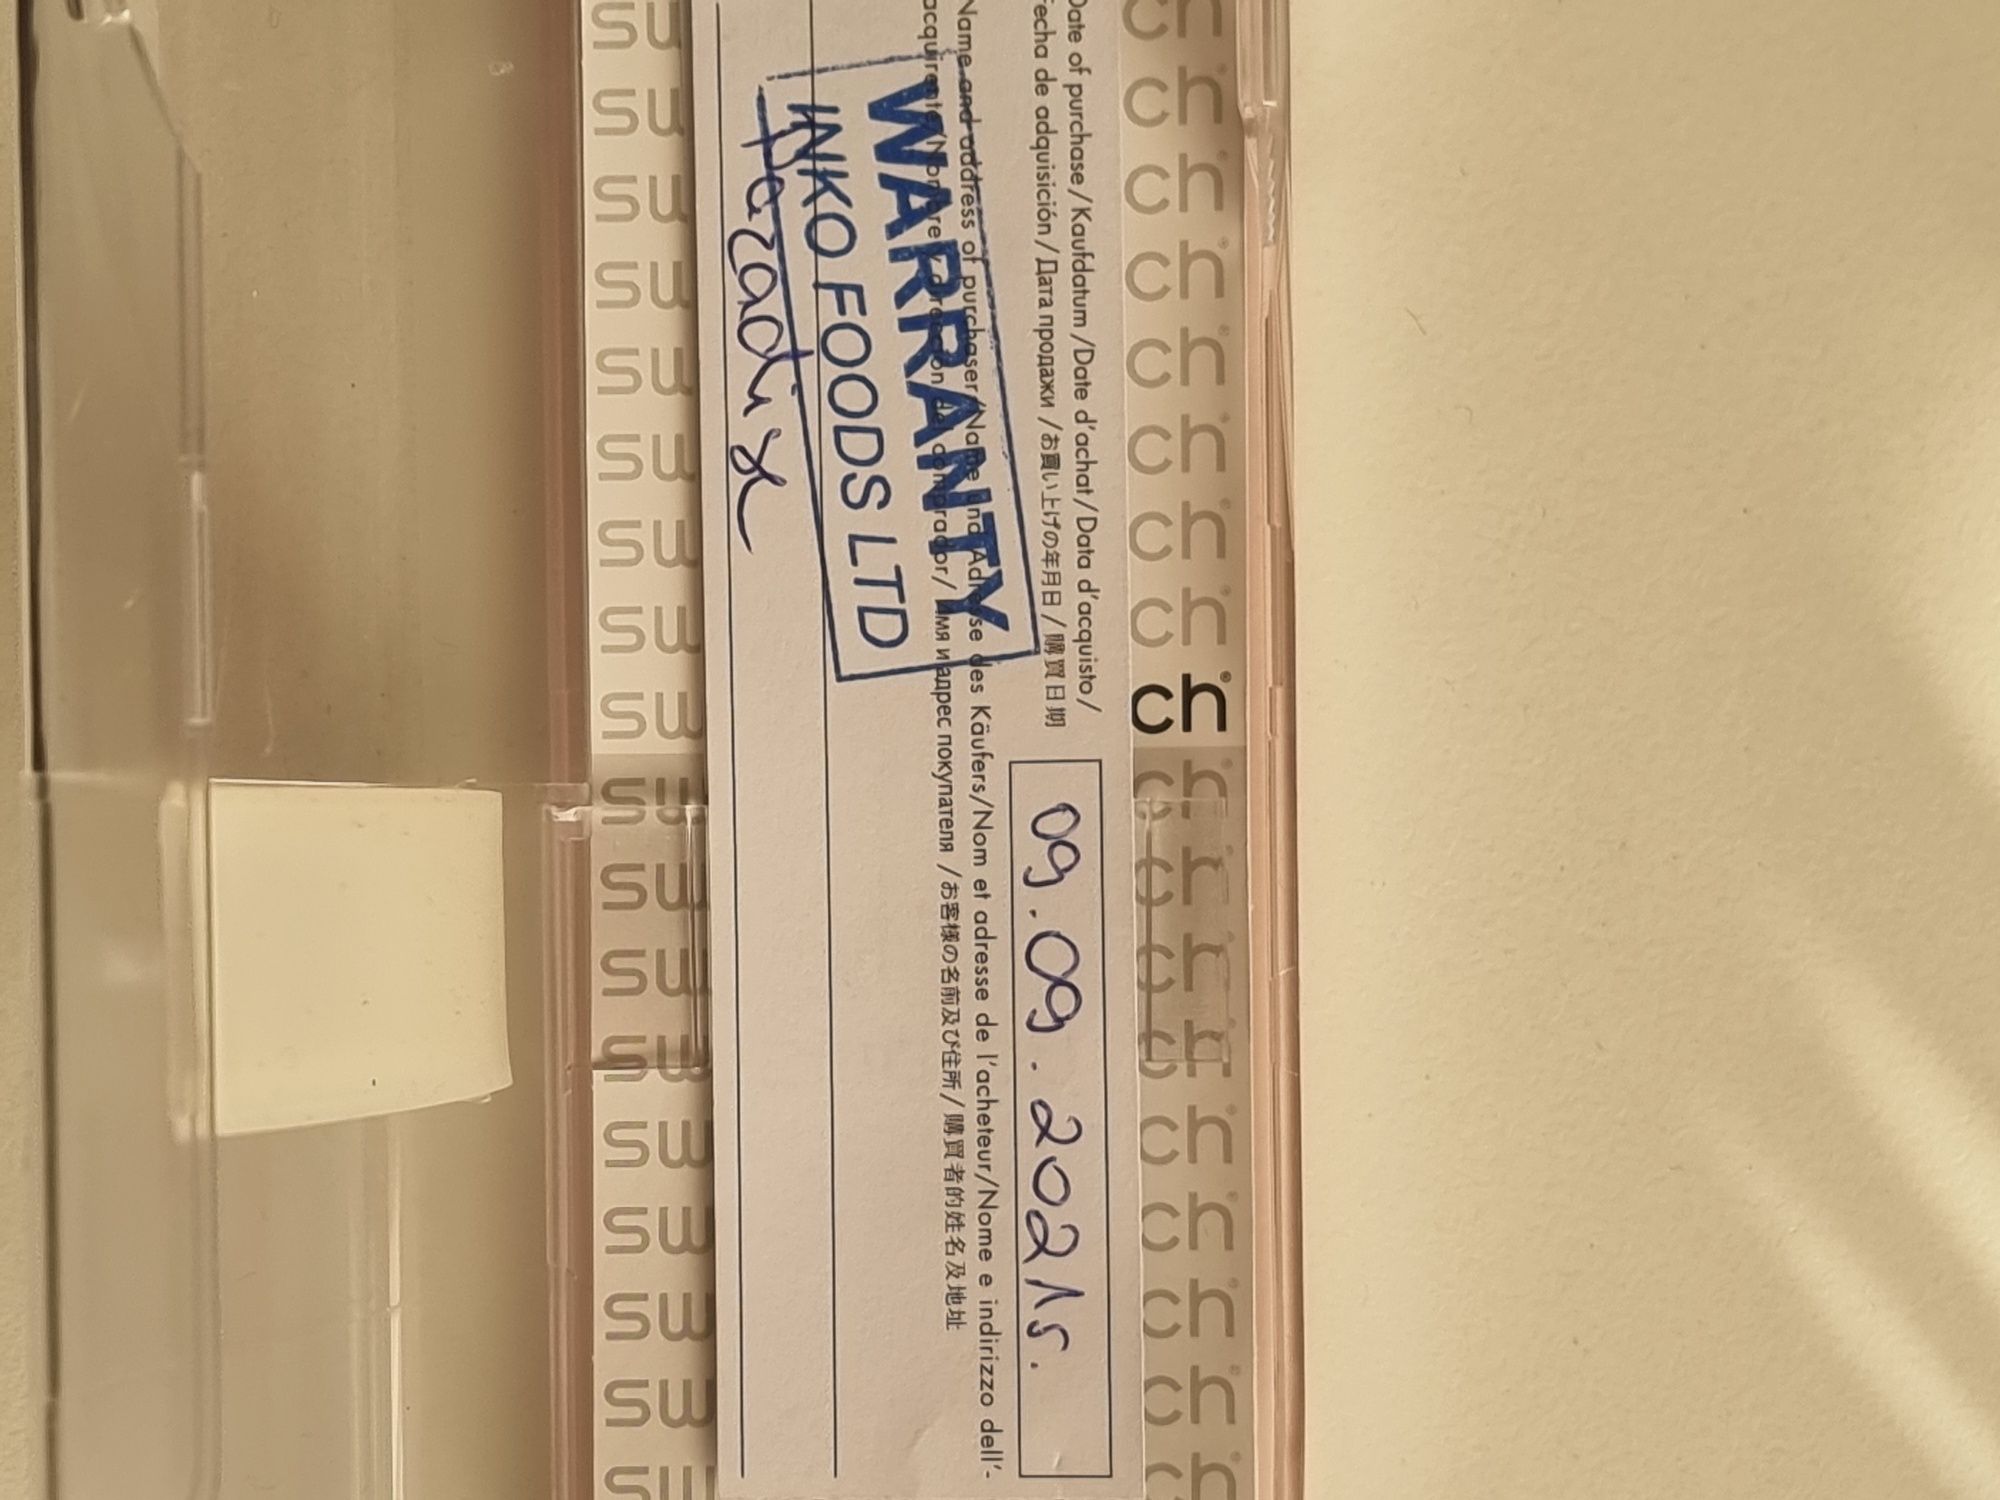 Date of purchase/Kaufdatum/Date d'achat/Data d'acquisto/
Fecha de adquisición/Дата продажи/お買い上げの年月日/購買日期
09.09.2021г.
Name and address of purchaser/Name und Adresse des Käufers/Nom et adresse de l'acheteur/Nome e indirizzo dell'-
acquirente/Nombre y dirección del comprador/Имя и адрес покупателя/お客様の名前及び住所/購買者的姓名及地址
WARRANTY
INKO FOODS LTD